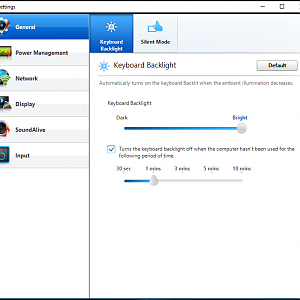 ettings
General
Power Management
Network
Display
SoundAlive
Input
Keyboard
Backlight
Silent Mode
Keyboard Backlight
Default
Automatically turns on the keyboard Backlit when the ambient illumination decreases.
Keyboard Backlight
Dark
Bright
Turns the keyboard backlight off when the computer hasn't been used for the
following period of time.
30 sec
1 mins
3 mins
5 mins
10 mins